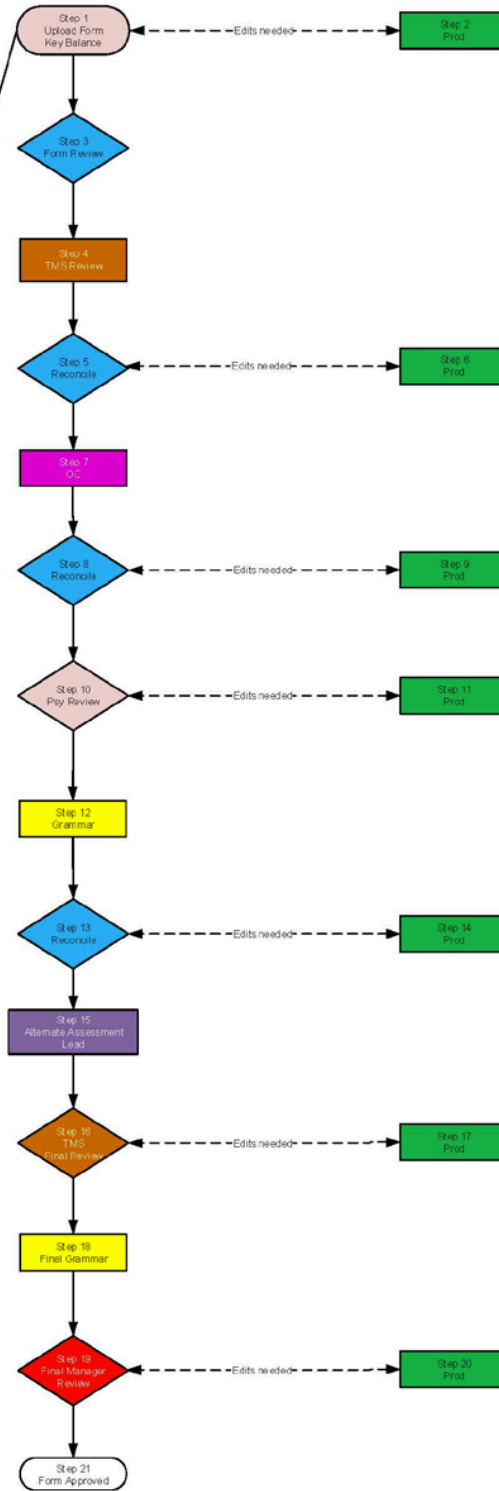 Step 1
Upload Form
Key Balance
Edits needed
Step 2
Prod
Step 3
Form Review
Step 4
TMS Review
Step 5
Reconcile
Edits needed
Step 6
Prod
Step 7
OC
Step 8
Reconcile
Edits needed
Step 9
Prod
Step 10
Psy Review
Edits needed
Step 11
Prod
Step 12
Grammar
Step 13
Reconcile
Edits needed
Step 14
Prod
Step 15
Alternate Assessment
Lead
Step 16
TMS
Final Review
Edits needed
Step 17
Prod
Step 18
Final Grammar
Step 19
Final Manager
Review
Edits needed
Step 20
Prod
Step 21
Form Approved